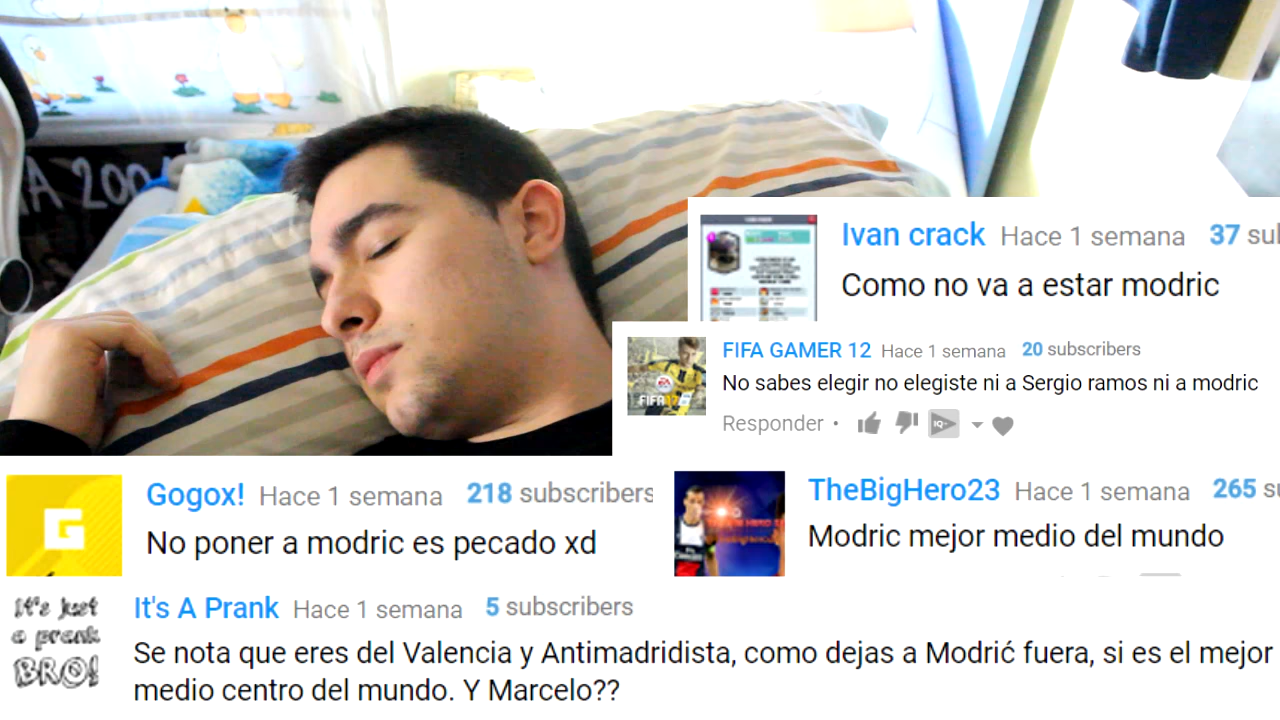 A 200
Ivan crack Hace 1 semana 37
Como no va a estar modric
FIFA GAMER 12 Hace 1 semana 20 subscribers
No sabes elegir no elegiste ni a Sergio ramos ni a modric
Responder •
IQ
EA
FIFA17
Gogox! Hace 1 semana 218 subscribers
G
No poner a modric es pecado xd
TheBigHero23 Hace 1 semana 265
Modric mejor medio del mundo
It's A Prank Hace 1 semana 5 subscribers
It's just
a prank
BRO!
Se nota que eres del Valencia y Antimadridista, como dejas a Modrić fuera, si es el mejor
medio centro del mundo. Y Marcelo??